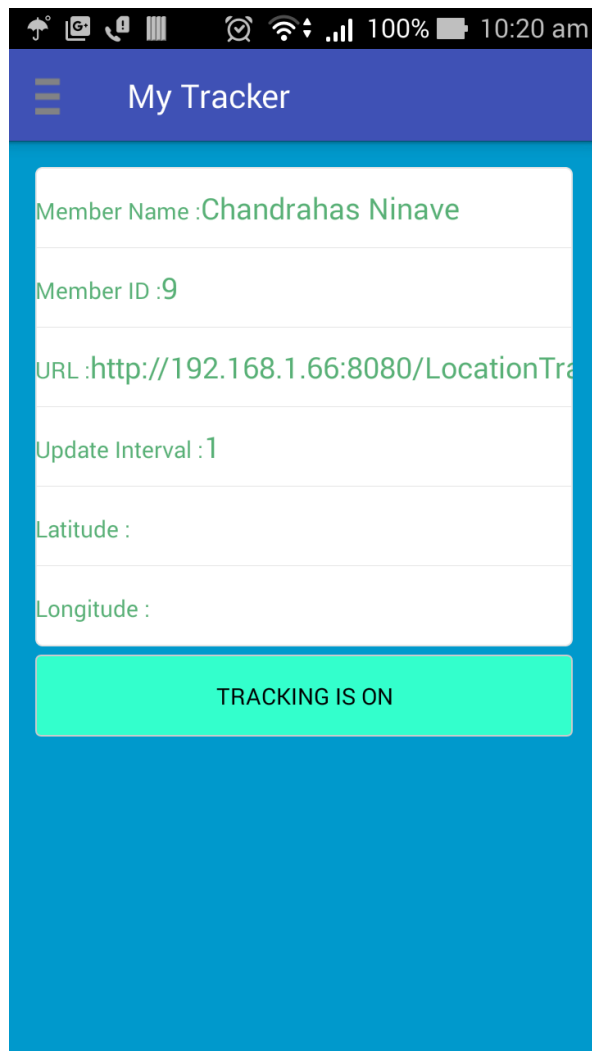 100% 10:20 am
My Tracker
Member Name :Chandrahas Ninave
Member ID :9
URL :http://192.168.1.66:8080/LocationTra
Update Interval :1
Latitude :
Longitude :
TRACKING IS ON